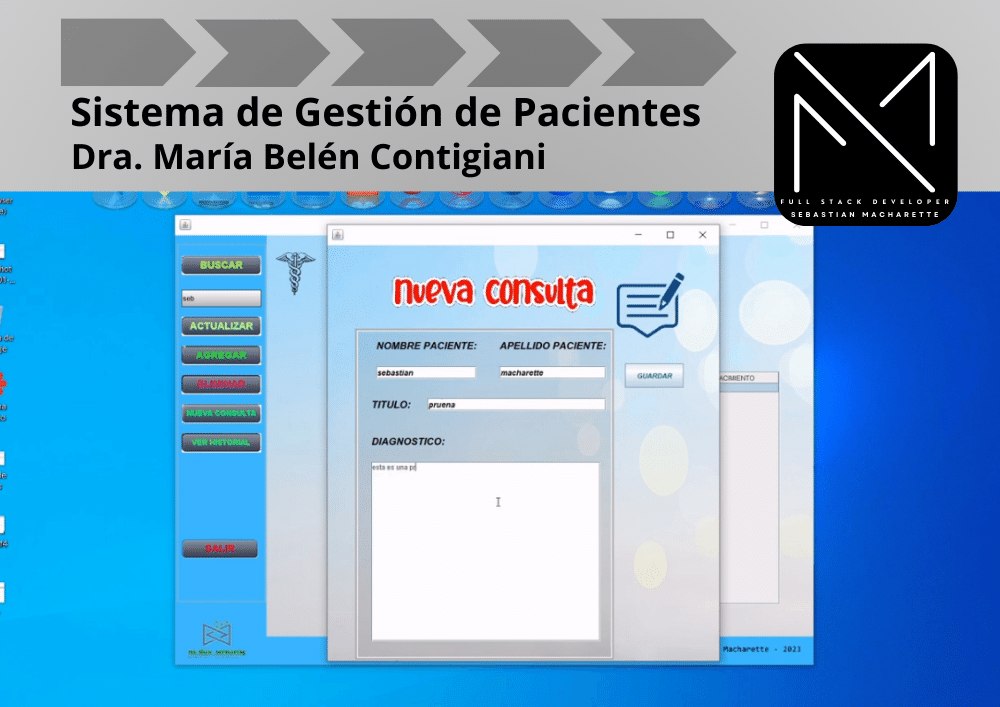 Sistema de Gestión de Pacientes
Dra. María Belén Contigiani
FULL STACK DEVELOPER
SEBASTIAN MACHARETTE
BUSCAR
seb
ACTUALIZAR
AGREGAR
ELIMINAR
NUEVA CONSULTA
VER HISTORIAL
SALIR
nueva consulta
NOMBRE PACIENTE: APELLIDO PACIENTE:
sebastian macharette
GUARDAR
TITULO: pruena
DIAGNOSTICO:
esta es una pr
Macharette - 2023